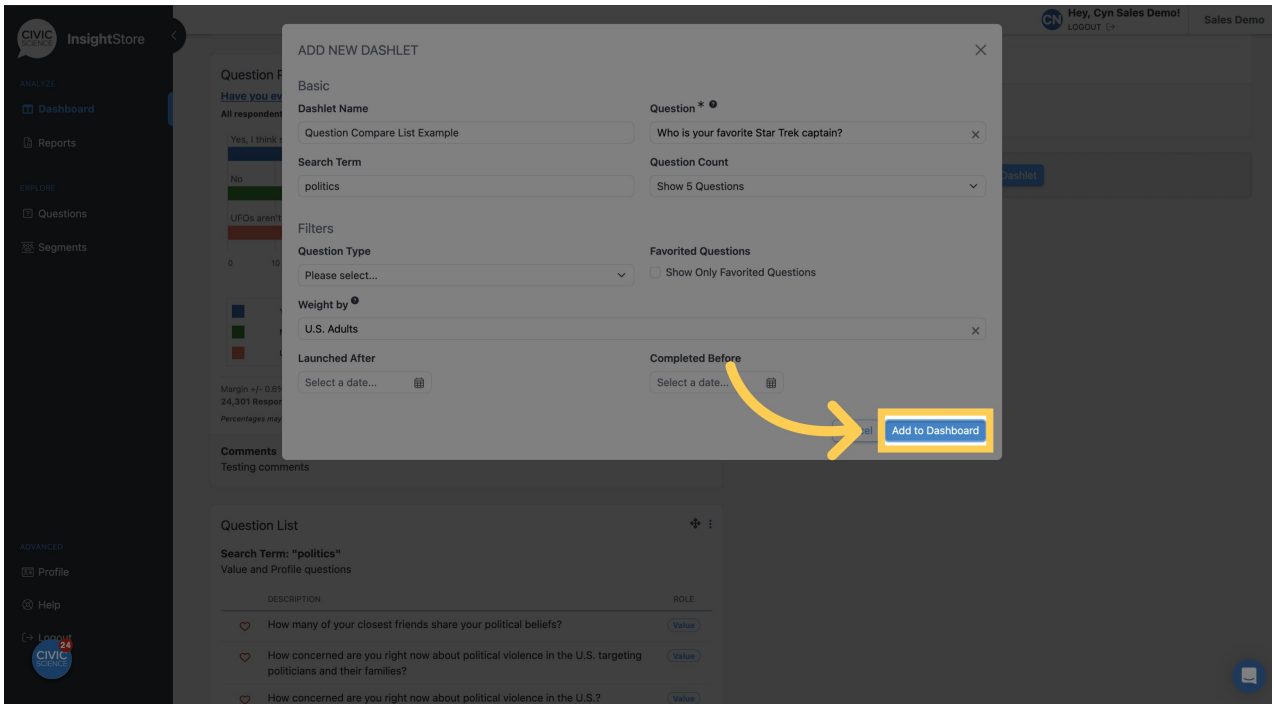 CIVIC
SCIENCE
InsightStore
Hey, Cyn Sales Demo!
CN
LOGOUT
Sales Demo
ANALYZE
Dashboard
Reports
EXPLORE
Questions
Segments
ADVANCED
Profile
Help
Logout
24
CIVIC
SCIENCE
Question
Have you
All
Yes, I think
No
UFOs aren't
0
10
Margin +/- 0.6%
24,301
Percentages may
Comments
Testing comments
ADD NEW DASHLET
Basic
Dashlet Name
Question *
Question Compare List Example
Who is your favorite Star Trek captain?
Search Term
Question Count
politics
Show 5 Questions
Filters
Question Type
Favorited Questions
Please select...
Show Only Favorited Questions
Weight by
U.S. Adults
Launched After
Completed Before
Select a date...
Select a date...
Add to Dashboard
Dashlet
Question List
Search Term: "politics"
Value and Profile questions
DESCRIPTION
ROLE
How many of your closest friends share your political beliefs?
Value
How concerned are you right now about political violence in the U.S. targeting
politicians and their families?
Value
How concerned are you right now about political violence in the U.S.?
Value